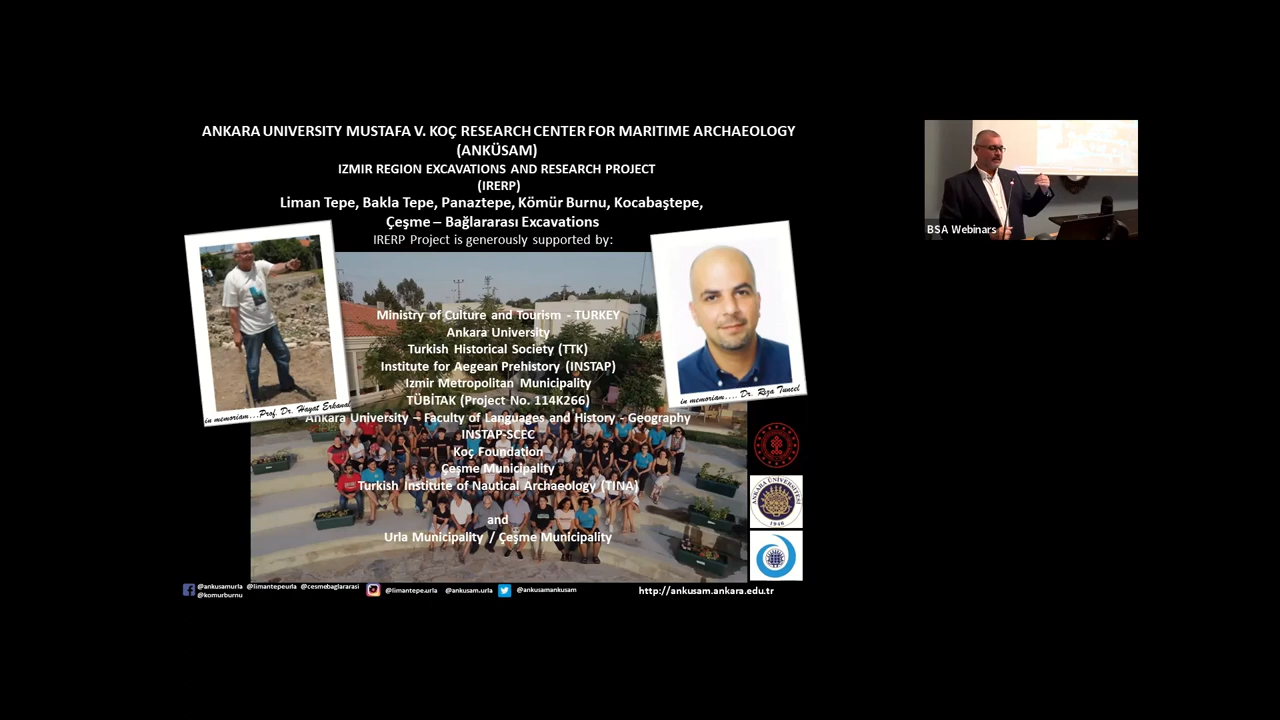 ANKARA UNIVERSITY MUSTAFA V. KOÇ RESEARCH CENTER FOR MARITIME ARCHAEOLOGY
(ANKÜSAM)
IZMIR REGION EXCAVATIONS AND RESEARCH PROJECT
(IRERP)
Liman Tepe, Bakla Tepe, Panaztepe, Kömür Burnu, Kocabaştepe,
Çeşme – Bağlararası Excavations
IRERP Project is generously supported by:
Ministry of Culture and Tourism - TURKEY
Ankara University
Turkish Historical Society (TTK)
Institute for Aegean Prehistory (INSTAP)
Izmir Metropolitan Municipality
TÜBİTAK (Project No. 114K266)
Ankara University – Faculty of Languages and History - Geography
INSTAP-SCEC
Koç Foundation
Çeşme Municipality
Turkish Institute of Nautical Archaeology (TINA)
and
Urla Municipality / Çeşme Municipality
in memoriam...Prof. Dr. Hayat Erkanal
in memoriam.... Dr. Rıza Tuncel
ANKARA ÜNİVERSİTESİ
1946
@ankusamurla @limantepeurla @cesmebaglararasi
@komurburnu
@limantepe.urla @ankusam.urla
@ankusamankusam
http://ankusam.ankara.edu.tr
BSA Webinars